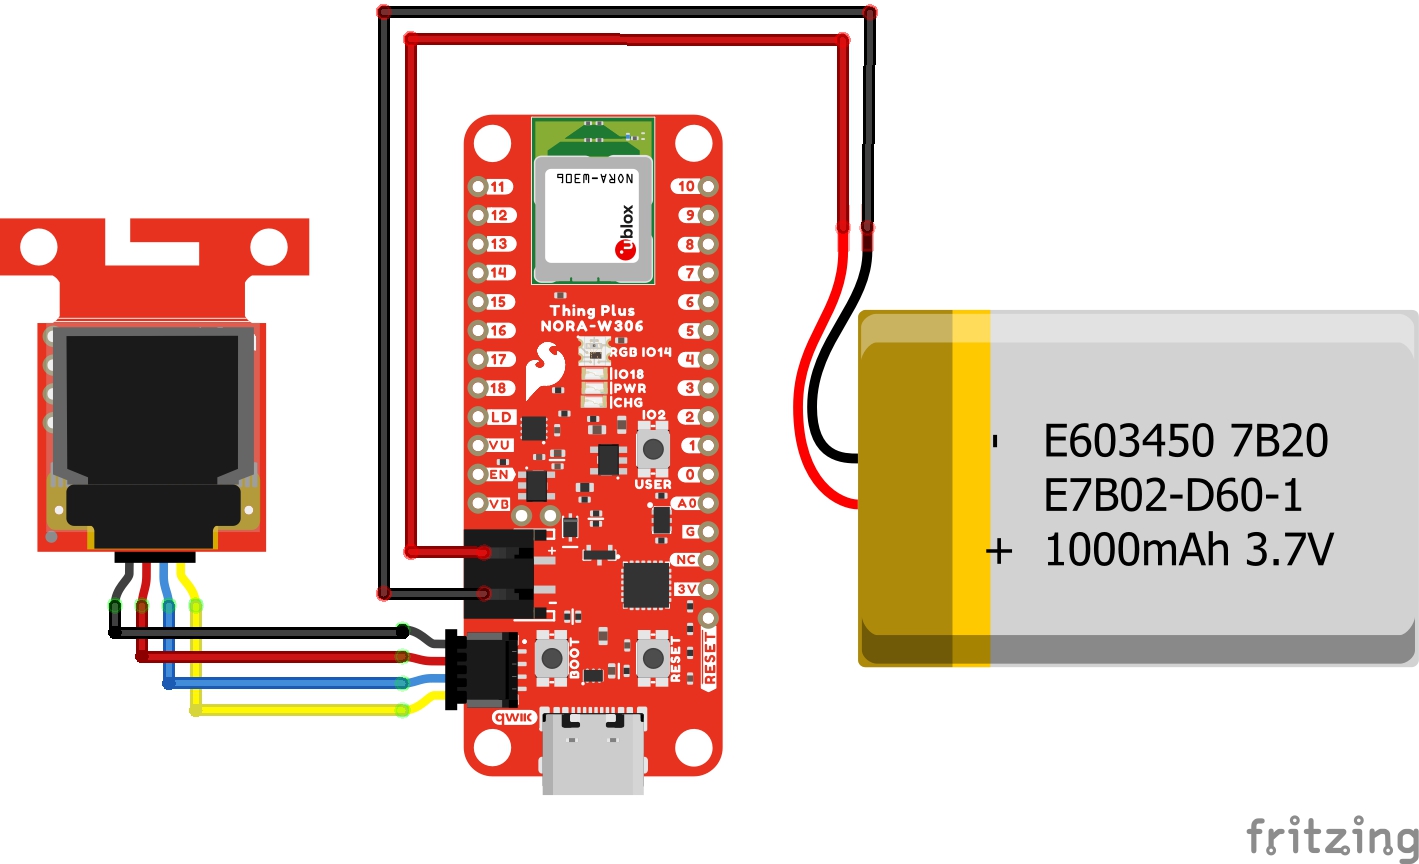 NORA-W306
ublox
11
12
13
14
15
16
17
18
LD
VU
EN
VB
10
9
8
7
6
5
4
3
2
1
0
A0
G
NC
3V
RESET
Thing Plus
NORA-W306
RGB IO14
IO18
PWR
CHG
IO2
USER
+
-
BOOT
RESET
qwiic
- E603450 7B20
E7B02-D60-1
+ 1000mAh 3.7V
fritzing